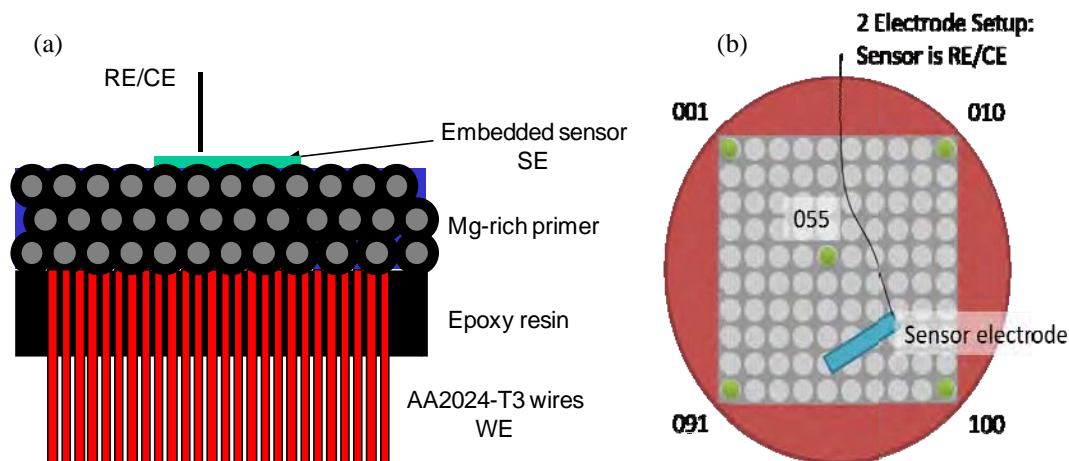 (a)
RE/CE
Embedded sensor
SE
Mg-rich primer
Epoxy resin
AA2024-T3 wires
WE
(b)
2 Electrode Setup:
Sensor is RE/CE
001
010
055
Sensor electrode
091
100